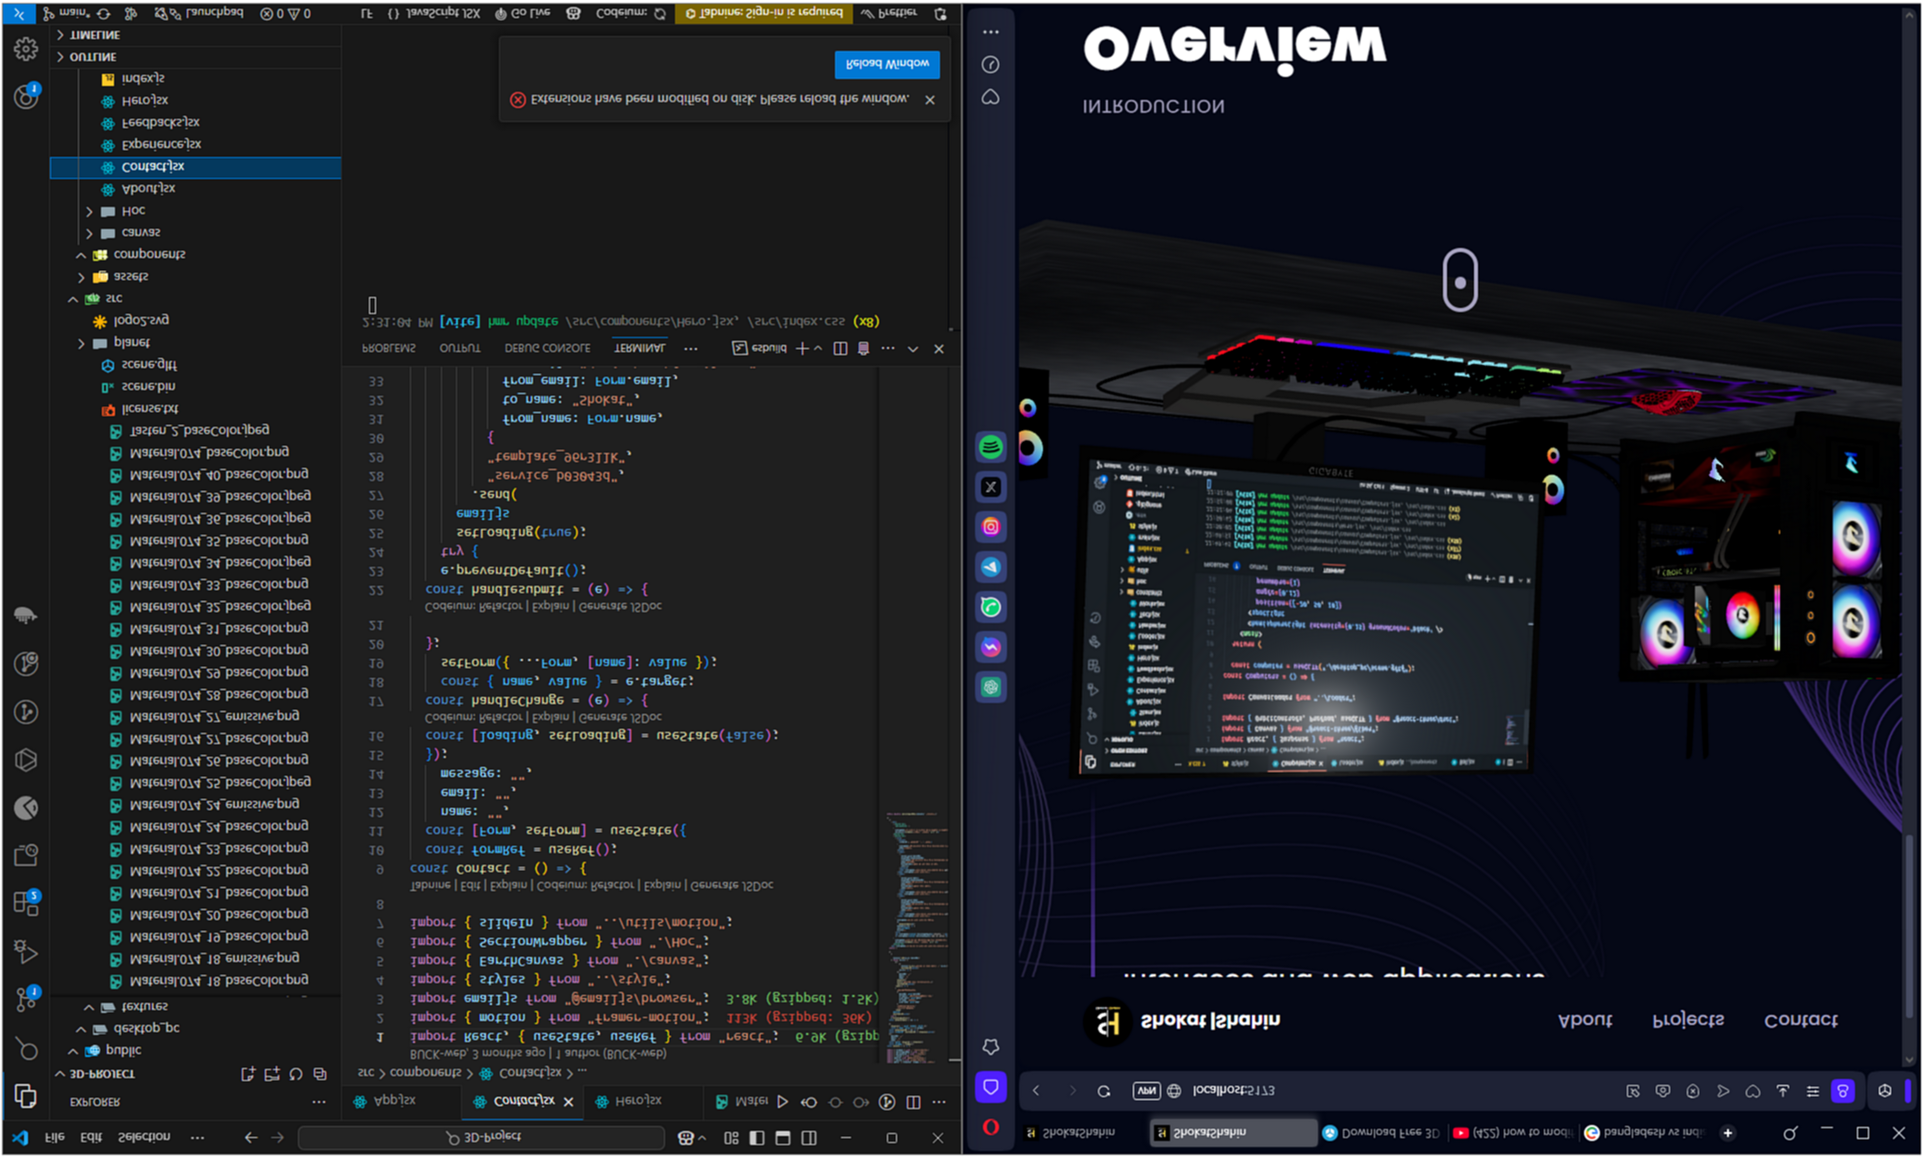 File Edit Selection ...
3D-Project
EXPLORER ...
3D-PROJECT
public
desktop_pc
textures
Material.074_18_baseColor.png
Material.074_18_emissive.png
Material.074_19_baseColor.png
Material.074_20_baseColor.png
Material.074_21_baseColor.png
Material.074_22_baseColor.png
Material.074_23_baseColor.png
Material.074_24_baseColor.png
Material.074_24_emissive.png
Material.074_25_baseColor.jpeg
Material.074_26_baseColor.png
Material.074_27_baseColor.png
Material.074_27_emissive.png
Material.074_28_baseColor.png
Material.074_29_baseColor.png
Material.074_30_baseColor.png
Material.074_31_baseColor.png
Material.074_32_baseColor.jpeg
Material.074_33_baseColor.png
Material.074_34_baseColor.jpeg
Material.074_35_baseColor.png
Material.074_36_baseColor.jpeg
Material.074_39_baseColor.jpeg
Material.074_40_baseColor.png
Material.074_baseColor.png
Tasten_2_baseColor.jpeg
license.txt
scene.bin
scene.gltf
planet
logo2.svg
src
assets
components
canvas
Hoc
About.jsx
Contact.jsx
Experience.jsx
Feedbacks.jsx
Hero.jsx
index.js
OUTLINE
TIMELINE
App.jsx Contact.jsx Hero.jsx Mater
src > components > Contact.jsx > ...
BUCK-web, 3 months ago | 1 author (BUCK-web)
1 import React, { useState, useRef } from "react"; 6.9k (gzipp
2 import { motion } from "framer-motion"; 113k (gzipped: 36k)
3 import emailjs from "@emailjs/browser"; 3.8k (gzipped: 1.5k)
4 import { styles } from "../style";
5 import { EarthCanvas } from "./canvas";
6 import { SectionWrapper } from "./Hoc";
7 import { slideIn } from "../utils/motion";
8
Tabnine | Edit | Explain | Codeium: Refactor | Explain | Generate JSDoc
9 const Contact = () => {
10 const formRef = useRef();
11 const [Form, setForm] = useState({
12 name: "",
13 email: "",
14 message: "",
15 });
16 const [loading, setLoading] = useState(false);
Codeium: Refactor | Explain | Generate JSDoc
17 const handleChange = (e) => {
18 const { name, value } = e.target;
19 setForm({ ...Form, [name]: value });
20 };
21
Codeium: Refactor | Explain | Generate JSDoc
22 const handlesubmit = (e) => {
23 e.preventDefault();
24 try {
25 setLoading(true);
26 emailjs
27 .send(
28 "service_b03043d",
29 "template_96r311k",
30 {
31 from_name: Form.name,
32 to_name: "Shokat",
33 from_email: Form.email,
PROBLEMS OUTPUT DEBUG CONSOLE TERMINAL ... esbuild
2:31:04 PM [vite] hmr update /src/components/Hero.jsx, /src/index.css (x8)
Extensions have been modified on disk. Please reload the window.
Reload Window
main* Launchpad 0 0 LF {} JavaScript JSX Go Live Codeium: Tabnine: Sign-in is required Prettier
ShokatShahin ShokatShahin Download Free 3D (422) how to modi bangladesh vs indi
VPN localhost:5173
Shokat | Shahin About Projects Contact
interfaces and web applications
GIGABYTE
INTRODUCTION
Overview